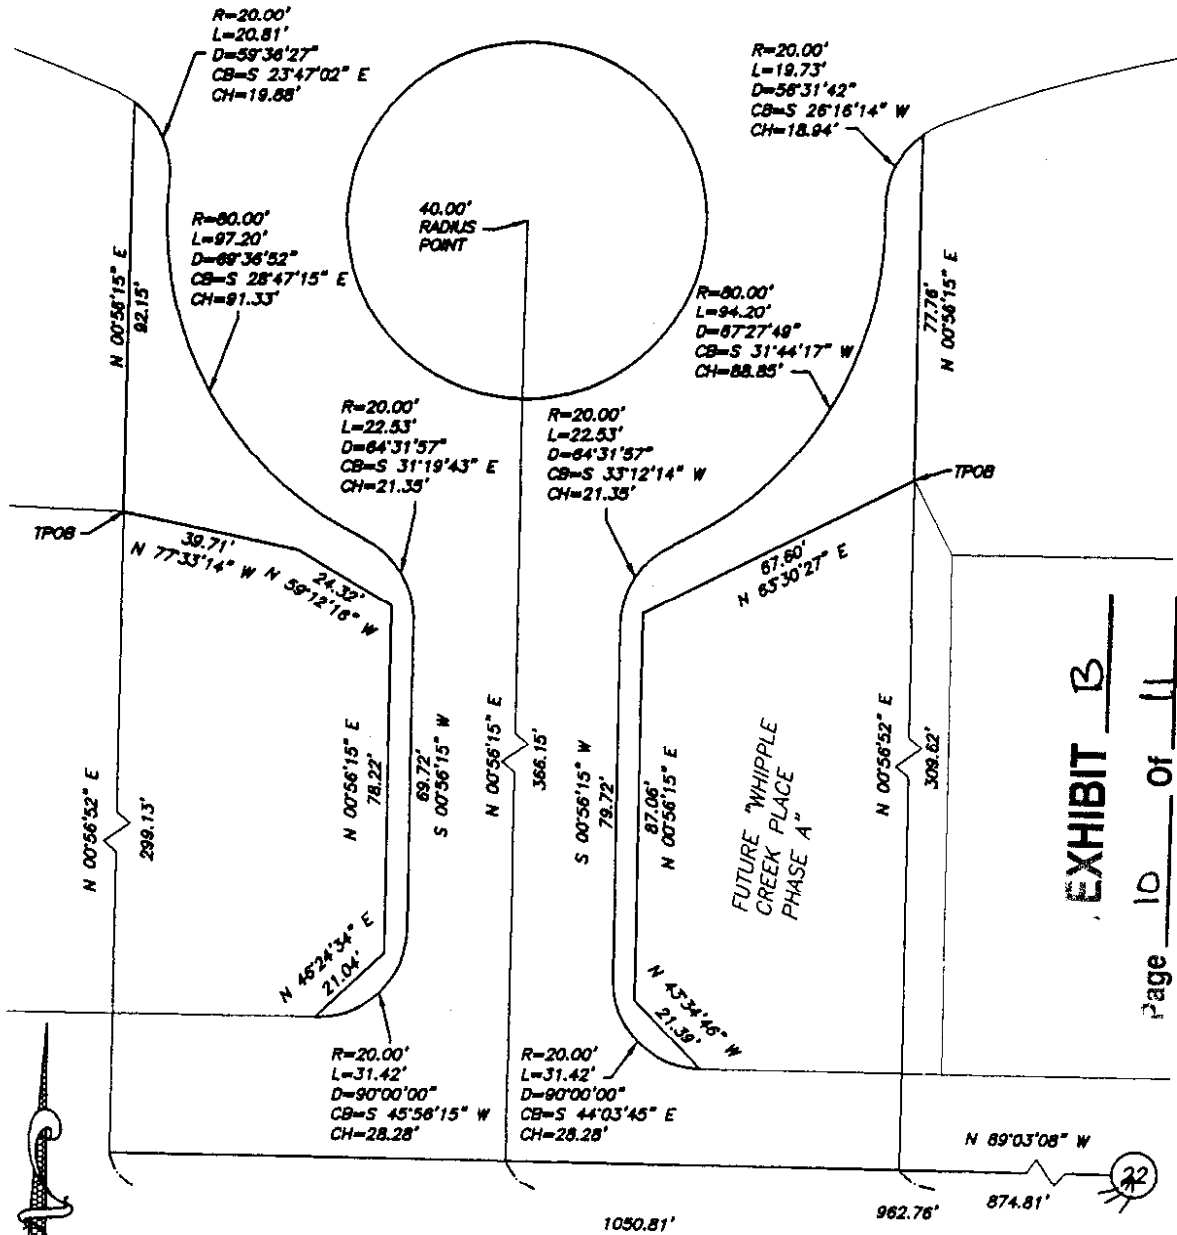 R=20.00'
L=20.81'
D=59°36'27"
CB=S 23°47'02" E
CH=19.88'
R=20.00'
L=19.73'
D=56°31'42"
CB=S 26°16'14" W
CH=18.94'
40.00'
RADIUS
POINT
R=80.00'
L=97.20'
D=69°36'52"
CB=S 28°47'15" E
CH=91.33'
N 00°56'15" E
92.15'
R=80.00'
L=94.20'
D=67°27'49"
CB=S 31°44'17" W
CH=88.85'
77.76'
N 00°56'15" E
R=20.00'
L=22.53'
D=64°31'57"
CB=S 31°19'43" E
CH=21.35'
R=20.00'
L=22.53'
D=64°31'57"
CB=S 33°12'14" W
CH=21.35'
TPOB
TPOB
39.71'
N 77°33'14" W
24.32'
N 59°12'16" W
67.60'
N 63°30'27" E
N 00°56'52" E
299.13'
N 00°56'15" E
78.22'
69.72'
S 00°56'15" W
N 00°56'15" E
366.15'
S 00°56'15" W
79.72'
87.06'
N 00°56'15" E
FUTURE "WHIPPLE
CREEK PLACE
PHASE A"
N 00°56'52" E
309.62'
EXHIBIT B
Page 10 of 11
N 46°24'34" E
21.04'
N 43°34'46" W
21.39'
R=20.00'
L=31.42'
D=90°00'00"
CB=S 45°56'15" W
CH=28.28'
R=20.00'
L=31.42'
D=90°00'00"
CB=S 44°03'45" E
CH=28.28'
N 89°03'08" W
22
874.81'
962.76'
1050.81'